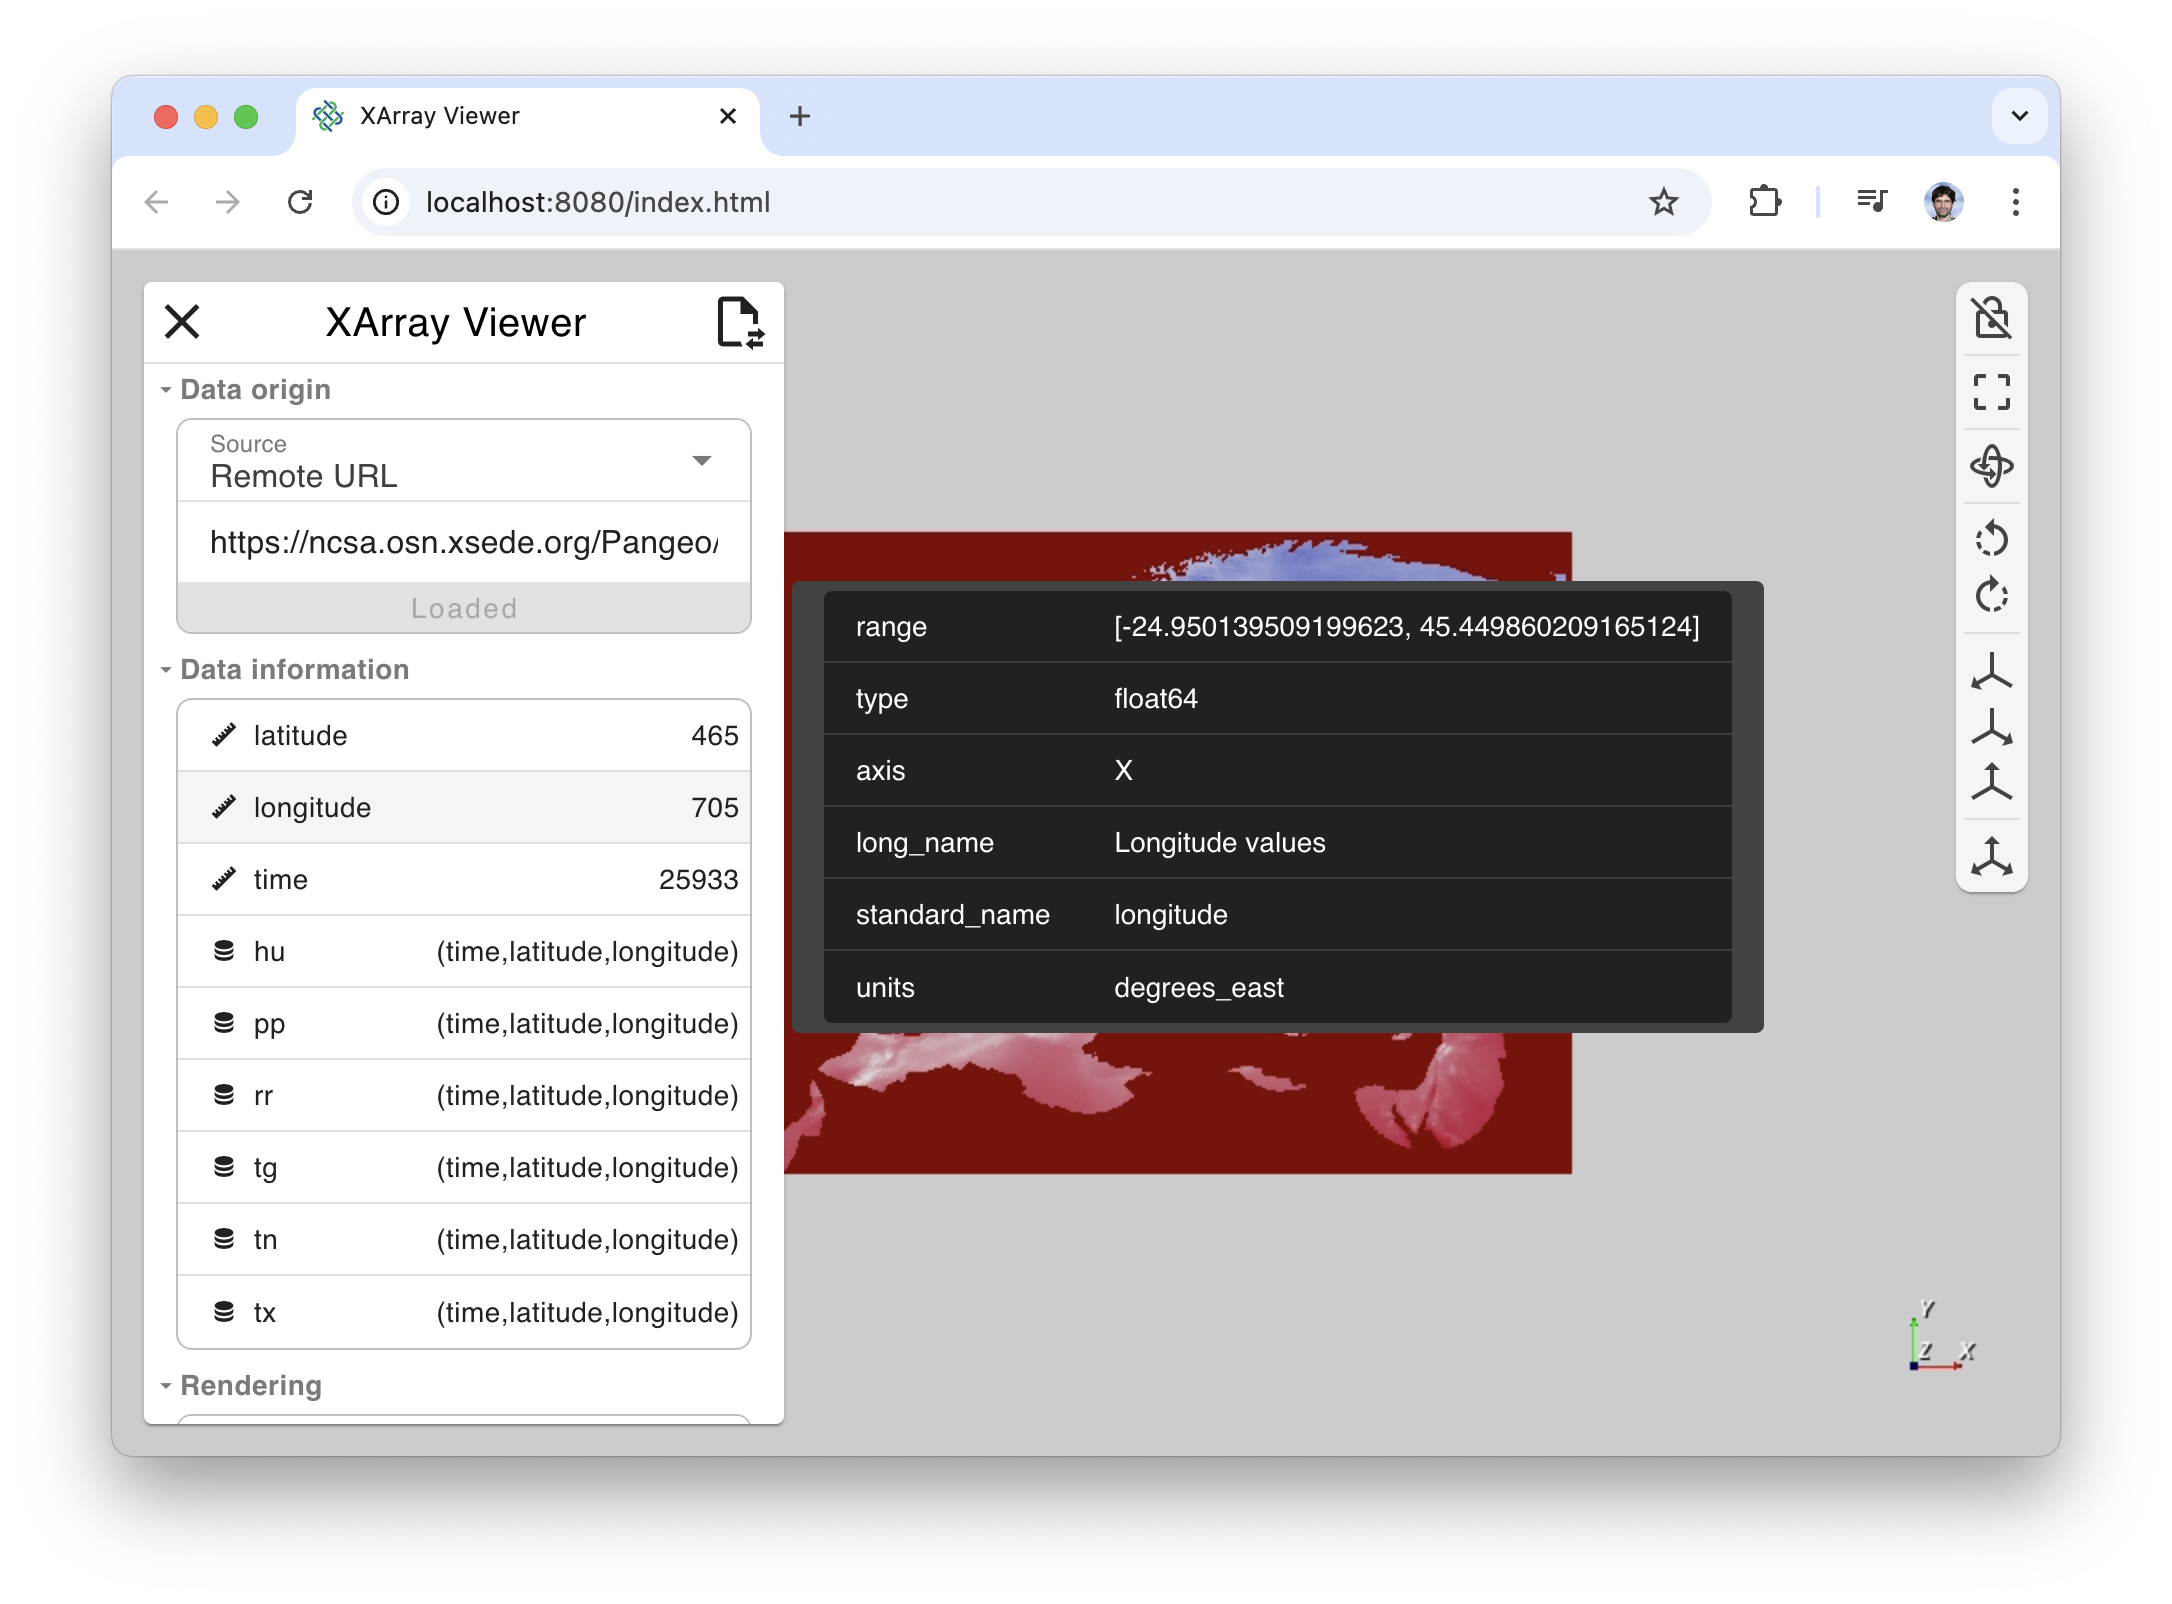 XArray Viewer
localhost:8080/index.html
XArray Viewer
Data origin
Source
Remote URL
https://ncsa.osn.xsede.org/Pangeo/
Loaded
Data information
latitude 465
longitude 705
time 25933
hu (time,latitude,longitude)
pp (time,latitude,longitude)
rr (time,latitude,longitude)
tg (time,latitude,longitude)
tn (time,latitude,longitude)
tx (time,latitude,longitude)
Rendering
range [-24.950139509199623, 45.449860209165124]
type float64
axis X
long_name Longitude values
standard_name longitude
units degrees_east
Y
Z X